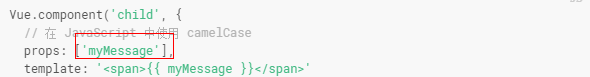 Vue.component('child', {
// 在 JavaScript 中使用 camelCase
props: ['myMessage'],
template: '<span>{{ myMessage }}</span>'